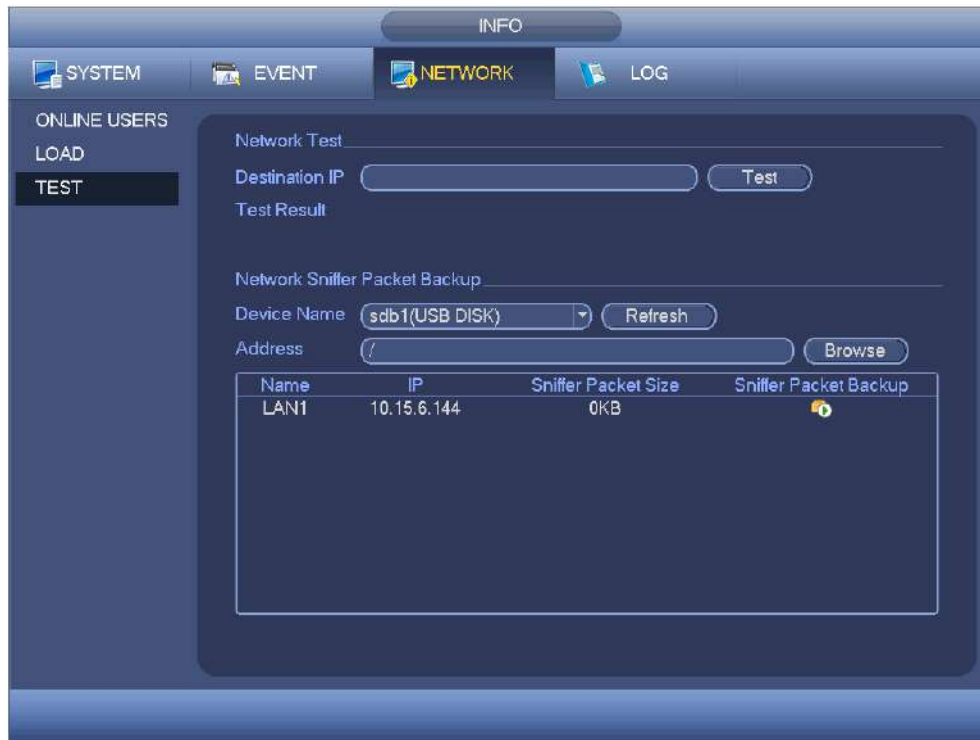 INFO
SYSTEM EVENT NETWORK LOG
ONLINE USERS
LOAD
TEST
Network Test
Destination IP Test
Test Result
Network Sniffer Packet Backup
Device Name sdb1(USB DISK) Refresh
Address / Browse
Name IP Sniffer Packet Size Sniffer Packet Backup
LAN1 10.15.6.144 0KB